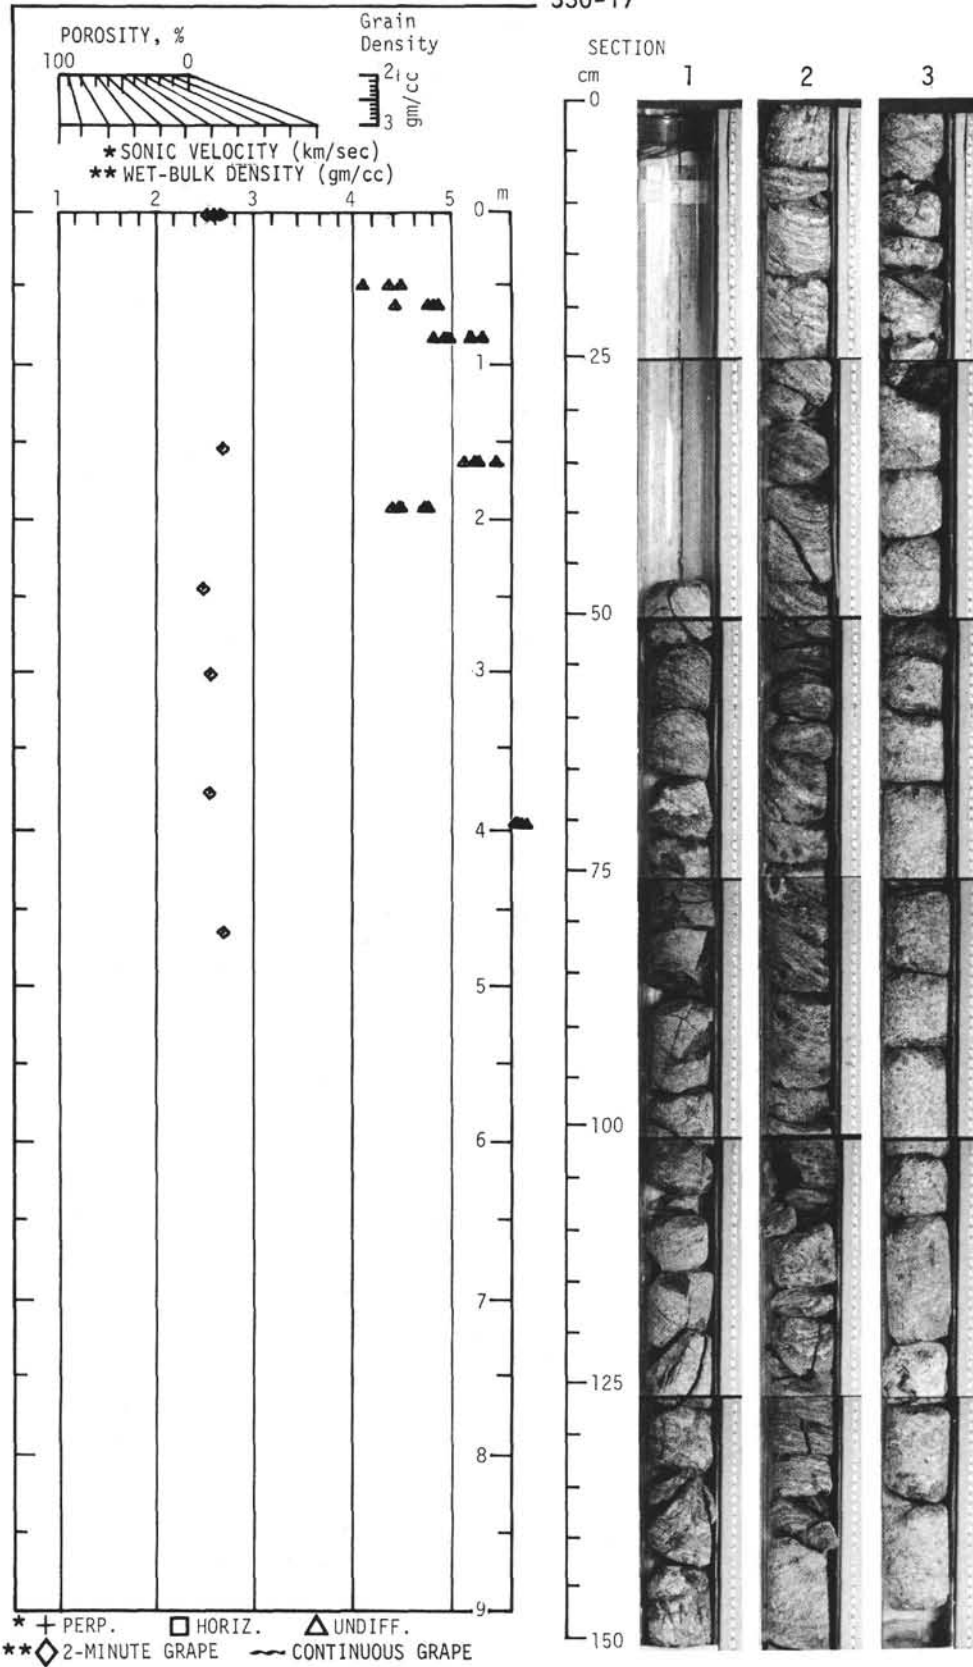 330-17
POROSITY, %
100 0
Grain
Density
2
3
gm/cc
* SONIC VELOCITY (km/sec)
** WET-BULK DENSITY (gm/cc)
1 2 3 4 5 0 m
1
2
3
4
5
6
7
8
9
* + PERP. □ HORIZ. △ UNDIFF.
** ◇ 2-MINUTE GRAPE — CONTINUOUS GRAPE
SECTION
cm 1 2 3
0
25
50
75
100
125
150